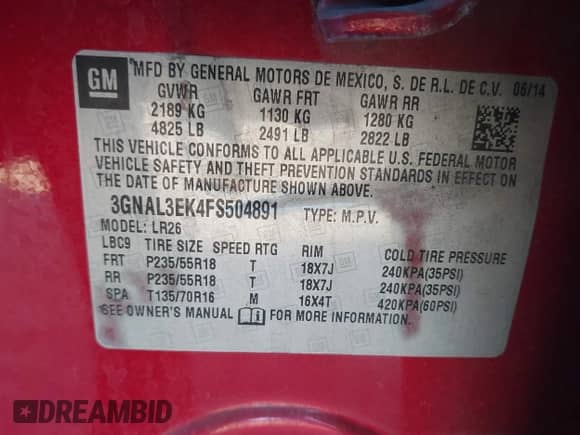 GM
MFD BY GENERAL MOTORS DE MEXICO, S. DE R.L. DE C.V. 06/14
GVWR GAWR FRT GAWR RR
2189 KG 1130 KG 1280 KG
4825 LB 2491 LB 2822 LB
THIS VEHICLE CONFORMS TO ALL APPLICABLE U.S. FEDERAL MOTOR
VEHICLE SAFETY AND THEFT PREVENTION STANDARDS IN EFFECT ON
THE DATE OF MANUFACTURE SHOWN ABOVE.
3GNAL3EK4FS504891 TYPE: M.P.V.
MODEL: LR26
LBC9 TIRE SIZE SPEED RTG RIM COLD TIRE PRESSURE
FRT P235/55R18 T 18X7J 240KPA(35PSI)
RR P235/55R18 T 18X7J 240KPA(35PSI)
SPA T135/70R16 M 16X4T 420KPA(60PSI)
SEE OWNER'S MANUAL FOR MORE INFORMATION.
DREAMBID